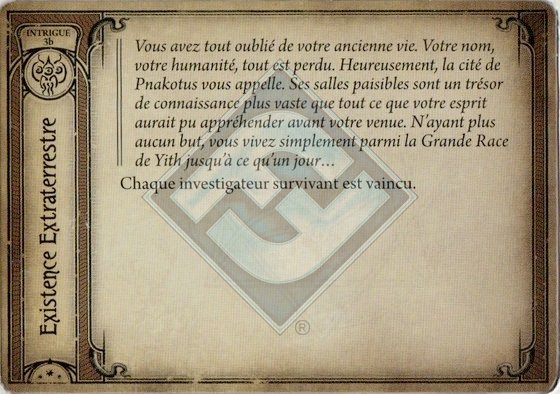 INTRIGUE
3b
Existence Extraterrestre
Vous avez tout oublié de votre ancienne vie. Votre nom,
votre humanité, tout est perdu. Heureusement, la cité de
Pnakotus vous appelle. Ses salles paisibles sont un trésor
de connaissance plus vaste que tout ce que votre esprit
aurait pu appréhender avant votre venue. N'ayant plus
aucun but, vous vivez simplement parmi la Grande Race
de Yith jusqu'à ce qu'un jour…
Chaque investigateur survivant est vaincu.
®